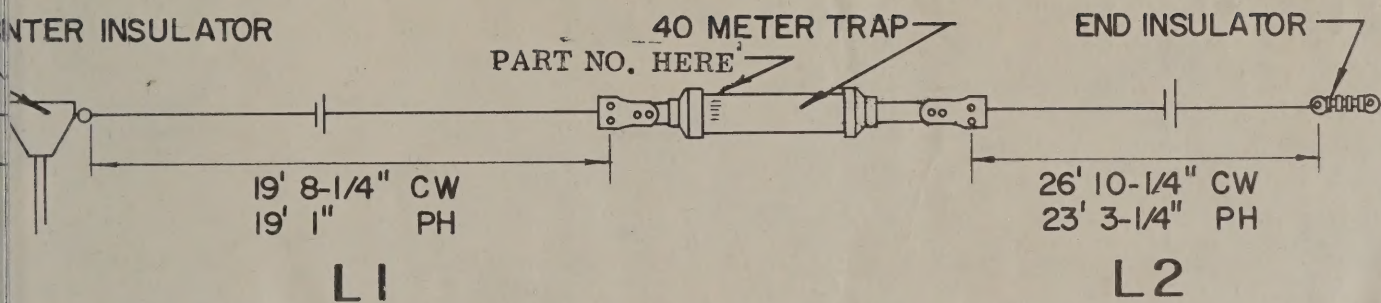 NTER INSULATOR
40 METER TRAP
END INSULATOR
PART NO. HERE
19' 8-1/4" CW
19' 1" PH
26' 10-1/4" CW
23' 3-1/4" PH
L1
L2